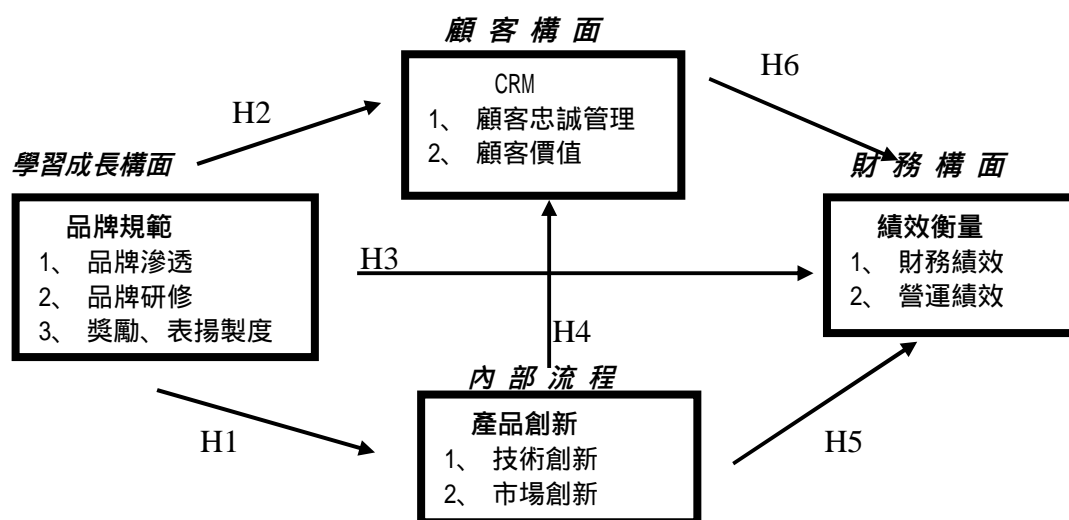 顧 客 構 面
CRM
1、 顧客忠誠管理
2、 顧客價值
H2
H6
學習成長構面
品牌規範
1、 品牌滲透
2、 品牌研修
3、 獎勵、表揚製度
H3
H4
財 務 構 面
績效衡量
1、 財務績效
2、 營運績效
H1
內 部 流 程
產品創新
1、 技術創新
2、 市場創新
H5